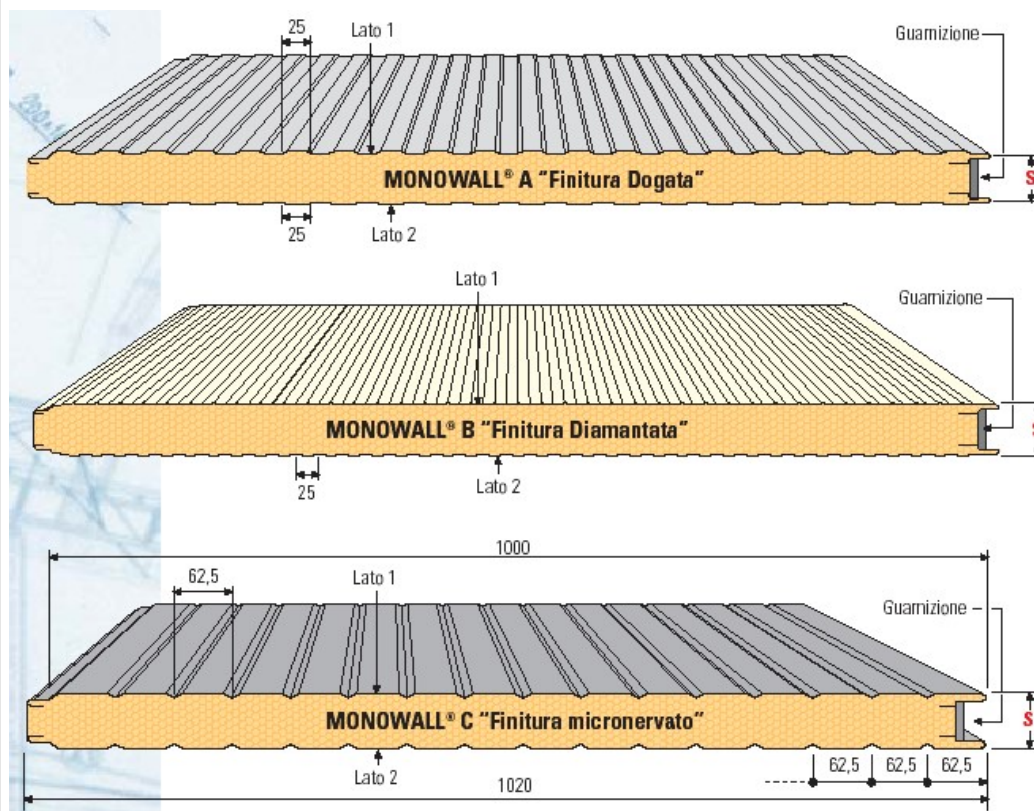 25
Lato 1
Guarnizione
MONOWALL® A "Finitura Dogata"
S
25
Lato 2
Lato 1
Guarnizione
MONOWALL® B "Finitura Diamantata"
S
25
Lato 2
1000
62,5
Lato 1
Guarnizione
MONOWALL® C "Finitura micronervato"
S
Lato 2
62,5 62,5 62,5
1020